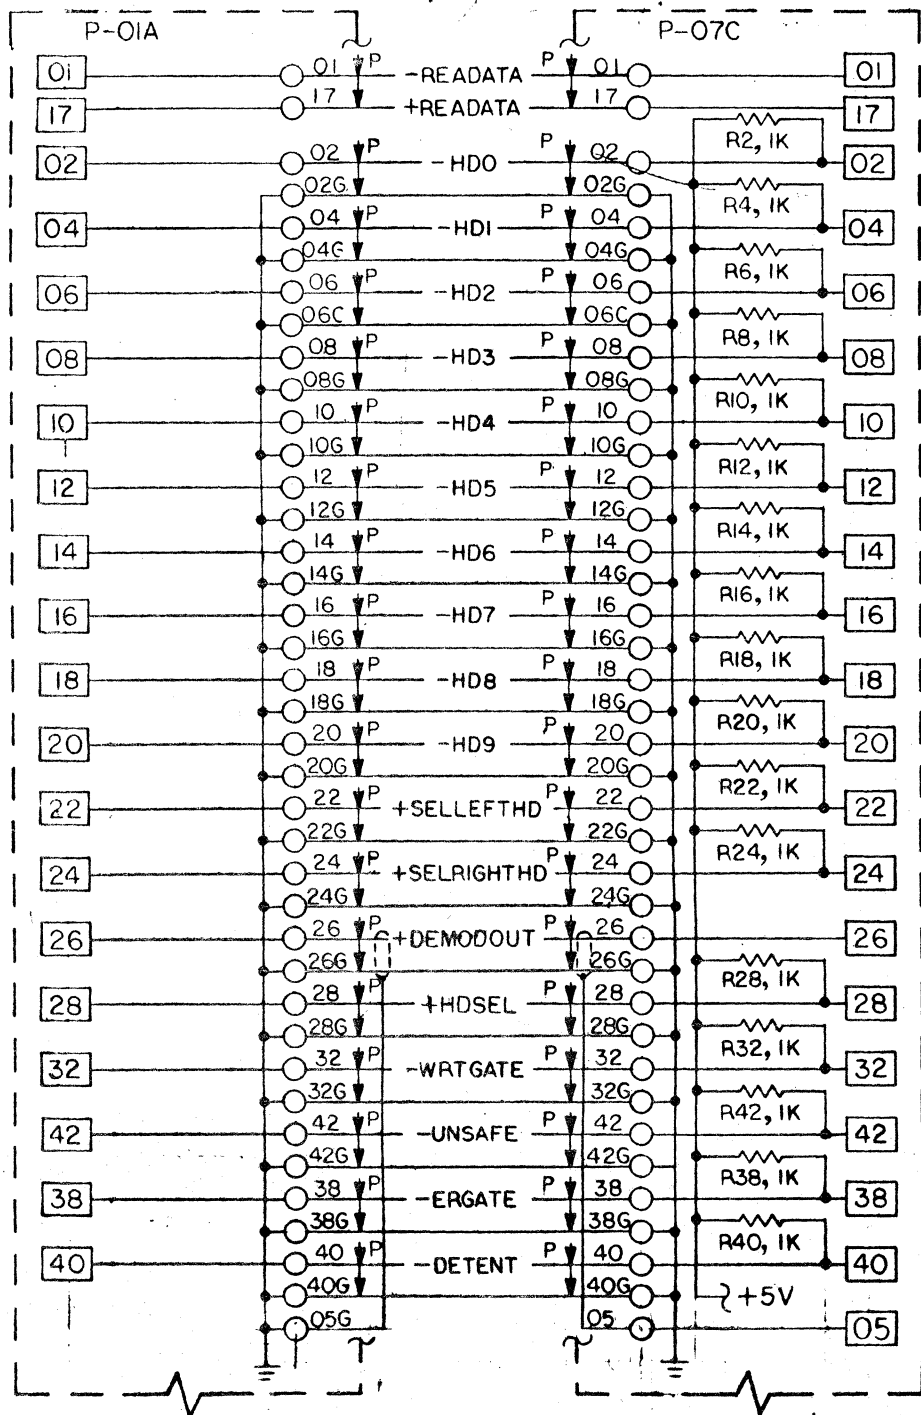 P-01A P-07C
01 01 P -READATA P 01 01
17 17 +READATA 17 17
R2, 1K
02 02 P -HD0 P 02 02
02G 02G
R4, 1K
04 04 P -HD1 P 04 04
04G 04G
R6, 1K
06 06 P -HD2 P 06 06
06C 06C
R8, 1K
08 08 P -HD3 P 08 08
08G 08G
R10, 1K
10 10 P -HD4 P 10 10
10G 10G
R12, 1K
12 12 P -HD5 P 12 12
12G 12G
R14, 1K
14 14 P -HD6 P 14 14
14G 14G
R16, 1K
16 16 P -HD7 P 16 16
16G 16G
R18, 1K
18 18 P -HD8 P 18 18
18G 18G
R20, 1K
20 20 P -HD9 P 20 20
20G 20G
R22, 1K
22 22 P +SELLEFTHD P 22 22
22G 22G
R24, 1K
24 24 P +SELRIGHTHD P 24 24
24G 24G
26 26 P +DEMODOUT P 26 26
26G 26G
R28, 1K
28 28 P +HDSEL P 28 28
28G 28G
R32, 1K
32 32 P -WRTGATE P 32 32
32G 32G
R42, 1K
42 42 P -UNSAFE P 42 42
42G 42G
R38, 1K
38 38 P -ERGATE P 38 38
38G 38G
R40, 1K
40 40 P -DETENT P 40 40
40G 40G +5V
05G 05 05